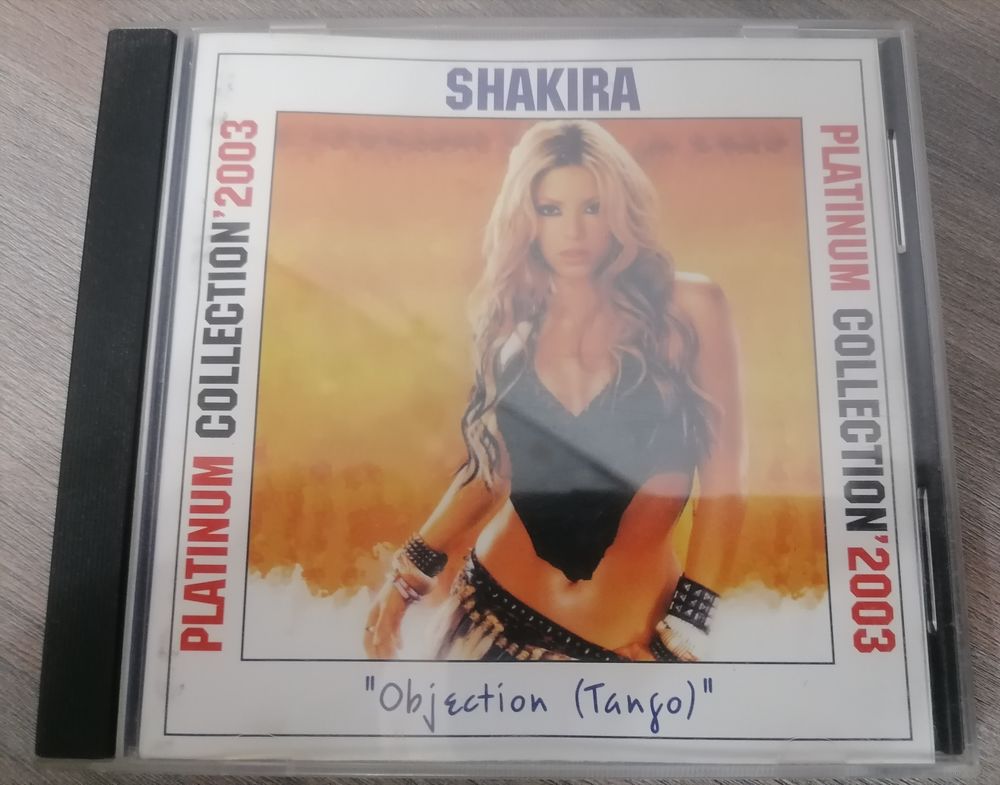 SHAKIRA
PLATINUM COLLECTION'2003
PLATINUM COLLECTION'2003
"Objection (Tango)"